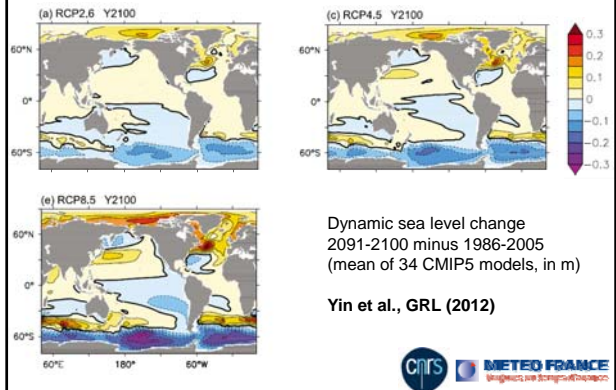 (a) RCP2.6 Y2100
(c) RCP4.5 Y2100
60°N
0°
60°S
60°N
0°
60°S
0.3
0.2
0.1
0
-0.1
-0.2
-0.3
(e) RCP8.5 Y2100
60°N
0°
60°S
60°E 180° 60°W
Dynamic sea level change
2091-2100 minus 1986-2005
(mean of 34 CMIP5 models, in m)
Yin et al., GRL (2012)
cnrs
METEO FRANCE